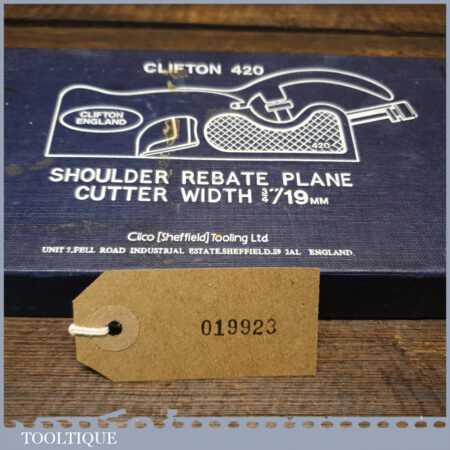 CLIFTON 420
CLIFTON
ENGLAND
420
SHOULDER REBATE PLANE
CUTTER WIDTH 3/4"/19MM
Clico [Sheffield] Tooling Ltd
UNIT 7, FELL ROAD INDUSTRIAL ESTATE, SHEFFIELD, S9 2AL ENGLAND.
019923
TOOLTIQUE